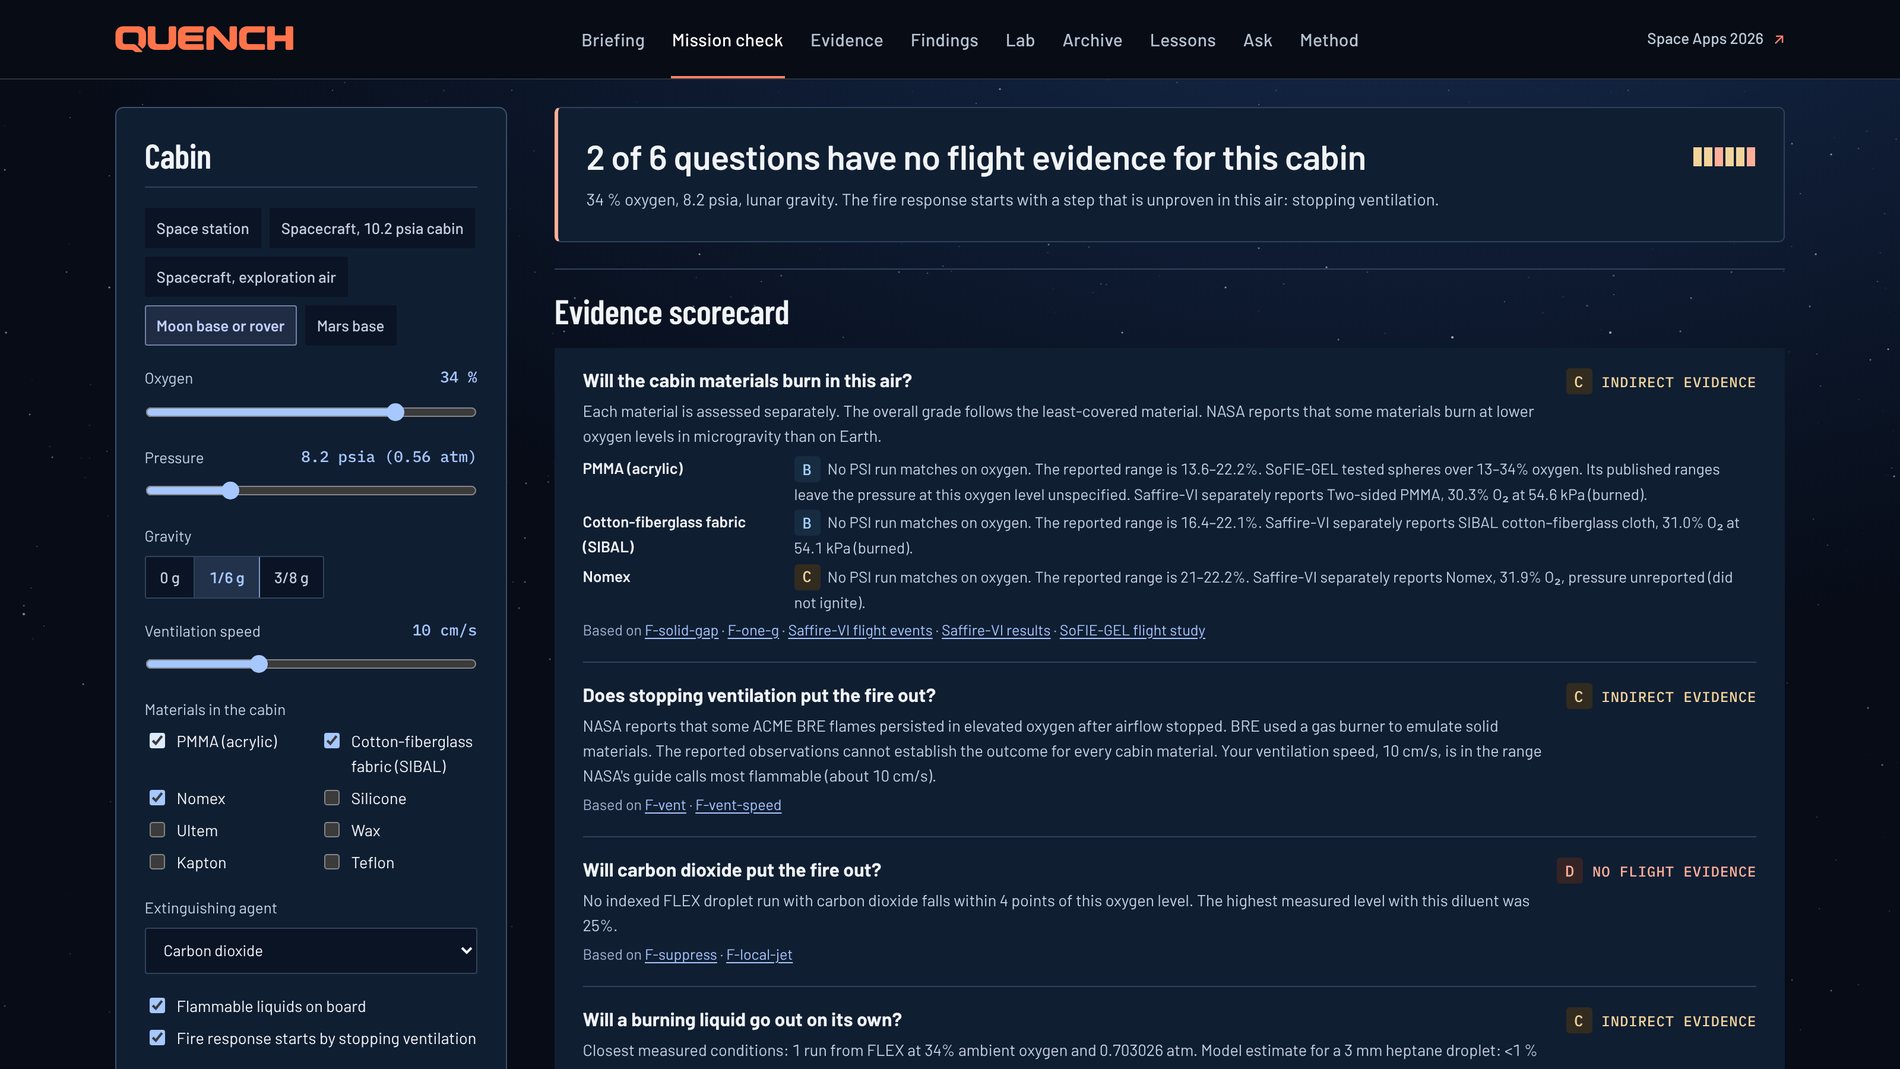 QUENCH
Briefing
Mission check
Evidence
Findings
Lab
Archive
Lessons
Ask
Method
Space Apps 2026
Cabin
Space station
Spacecraft, 10.2 psia cabin
Spacecraft, exploration air
Moon base or rover
Mars base
Oxygen
34 %
Pressure
8.2 psia (0.56 atm)
Gravity
0 g
1/6 g
3/8 g
Ventilation speed
10 cm/s
Materials in the cabin
PMMA (acrylic)
Cotton-fiberglass
fabric (SIBAL)
Nomex
Silicone
Ultem
Wax
Kapton
Teflon
Extinguishing agent
Carbon dioxide
Flammable liquids on board
Fire response starts by stopping ventilation
2 of 6 questions have no flight evidence for this cabin
34 % oxygen, 8.2 psia, lunar gravity. The fire response starts with a step that is unproven in this air: stopping ventilation.
Evidence scorecard
Will the cabin materials burn in this air?
C INDIRECT EVIDENCE
Each material is assessed separately. The overall grade follows the least-covered material. NASA reports that some materials burn at lower
oxygen levels in microgravity than on Earth.
PMMA (acrylic)
B No PSI run matches on oxygen. The reported range is 13.6–22.2%. SoFIE-GEL tested spheres over 13–34% oxygen. Its published ranges
leave the pressure at this oxygen level unspecified. Saffire-VI separately reports Two-sided PMMA, 30.3% O₂ at 54.6 kPa (burned).
Cotton-fiberglass fabric
(SIBAL)
B No PSI run matches on oxygen. The reported range is 16.4–22.1%. Saffire-VI separately reports SIBAL cotton–fiberglass cloth, 31.0% O₂ at
54.1 kPa (burned).
Nomex
C No PSI run matches on oxygen. The reported range is 21–22.2%. Saffire-VI separately reports Nomex, 31.9% O₂, pressure unreported (did
not ignite).
Based on F-solid-gap · F-one-g · Saffire-VI flight events · Saffire-VI results · SoFIE-GEL flight study
Does stopping ventilation put the fire out?
C INDIRECT EVIDENCE
NASA reports that some ACME BRE flames persisted in elevated oxygen after airflow stopped. BRE used a gas burner to emulate solid
materials. The reported observations cannot establish the outcome for every cabin material. Your ventilation speed, 10 cm/s, is in the range
NASA's guide calls most flammable (about 10 cm/s).
Based on F-vent · F-vent-speed
Will carbon dioxide put the fire out?
D NO FLIGHT EVIDENCE
No indexed FLEX droplet run with carbon dioxide falls within 4 points of this oxygen level. The highest measured level with this diluent was
25%.
Based on F-suppress · F-local-jet
Will a burning liquid go out on its own?
C INDIRECT EVIDENCE
Closest measured conditions: 1 run from FLEX at 34% ambient oxygen and 0.703026 atm. Model estimate for a 3 mm heptane droplet: <1 %